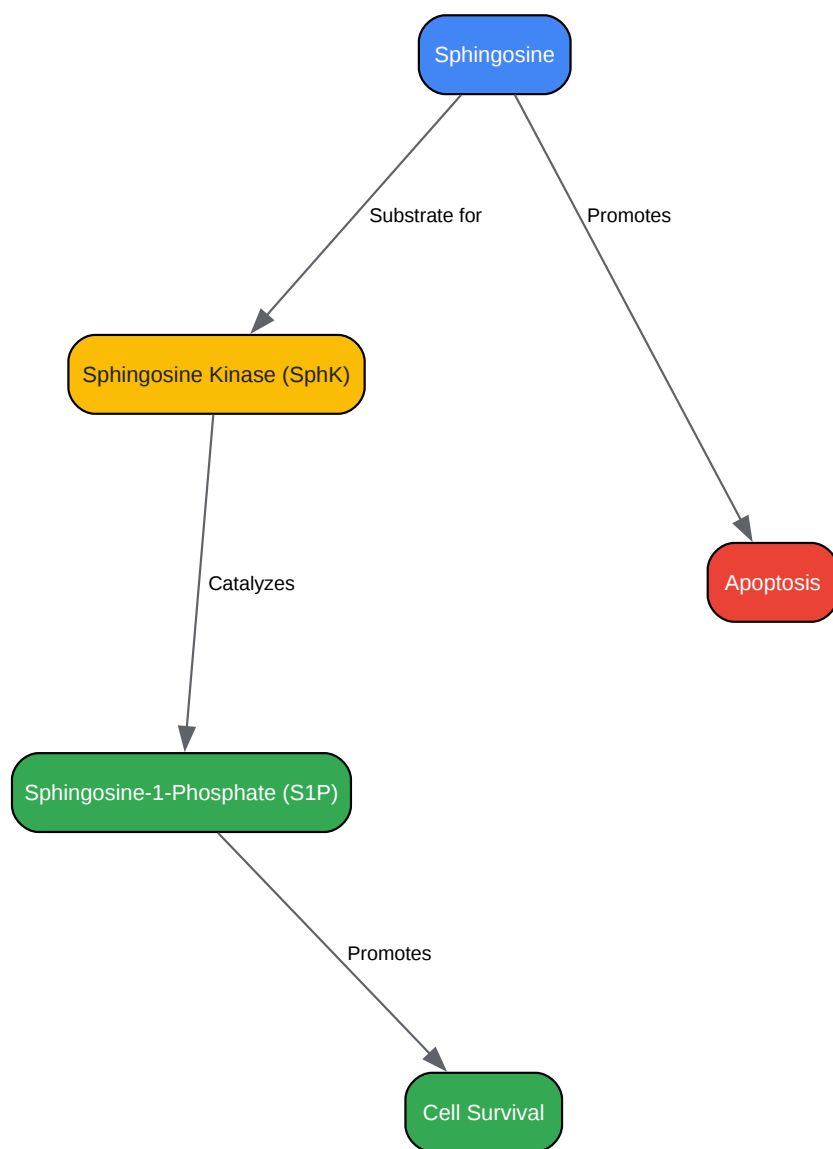 Sphingosine
Substrate for
Promotes
Sphingosine Kinase (SphK)
Catalyzes
Apoptosis
Sphingosine-1-Phosphate (S1P)
Promotes
Cell Survival